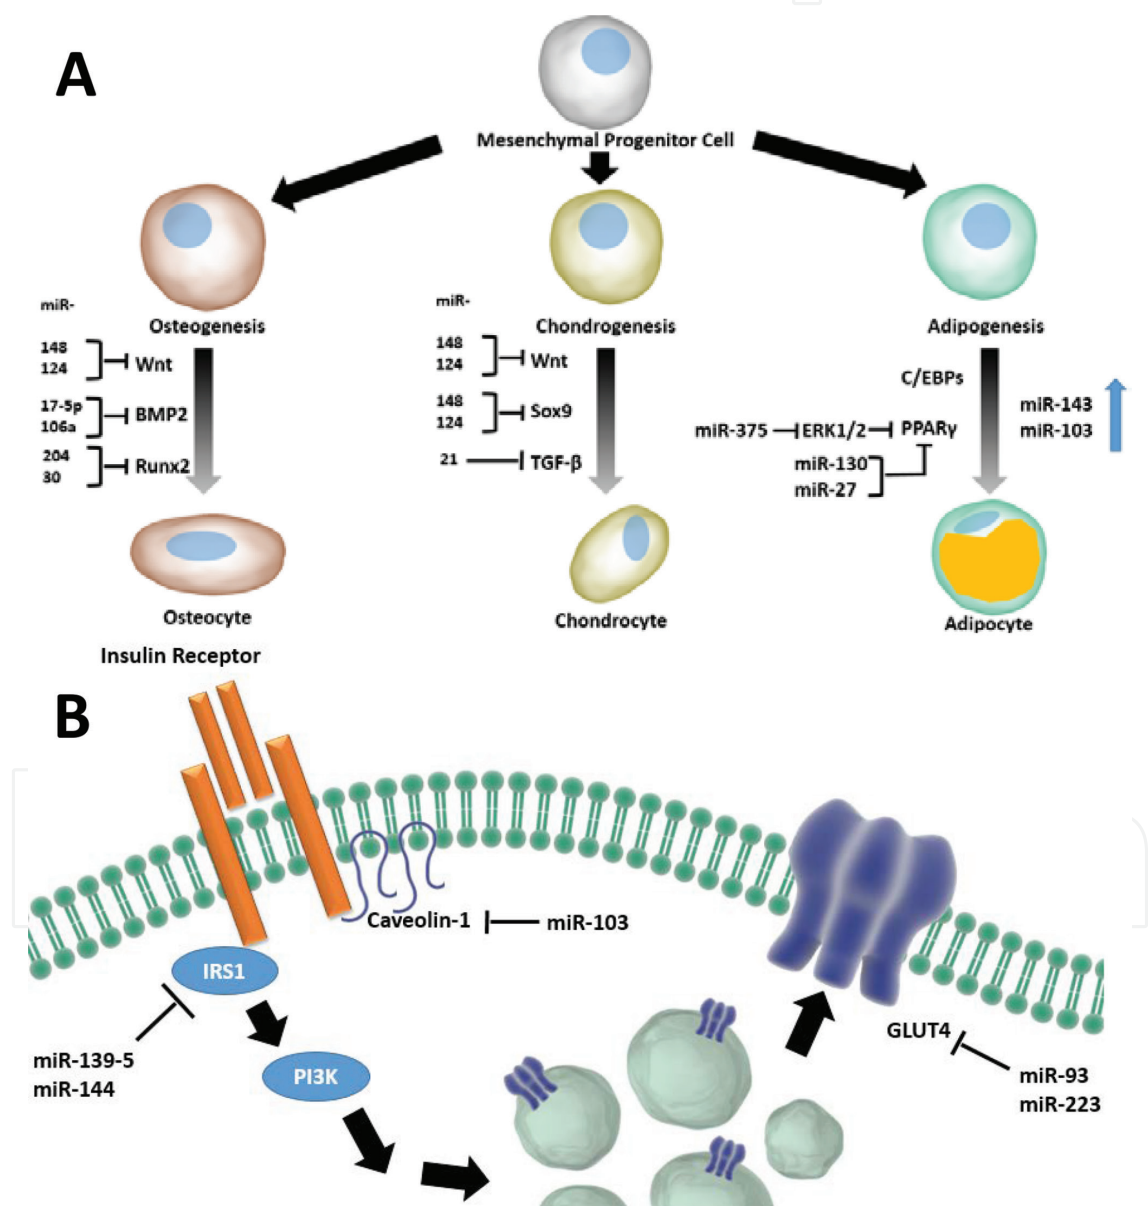 A
Mesenchymal Progenitor Cell
miR-
Osteogenesis
148
124
Wnt
17-5p
106a
BMP2
204
30
Runx2
Osteocyte
miR-
Chondrogenesis
148
124
Wnt
148
124
Sox9
21
TGF-β
Chondrocyte
Adipogenesis
C/EBPs
miR-143
miR-103
miR-375
ERK1/2
PPARγ
miR-130
miR-27
Adipocyte
Insulin Receptor
B
Caveolin-1
miR-103
IRS1
miR-139-5
miR-144
PI3K
GLUT4
miR-93
miR-223